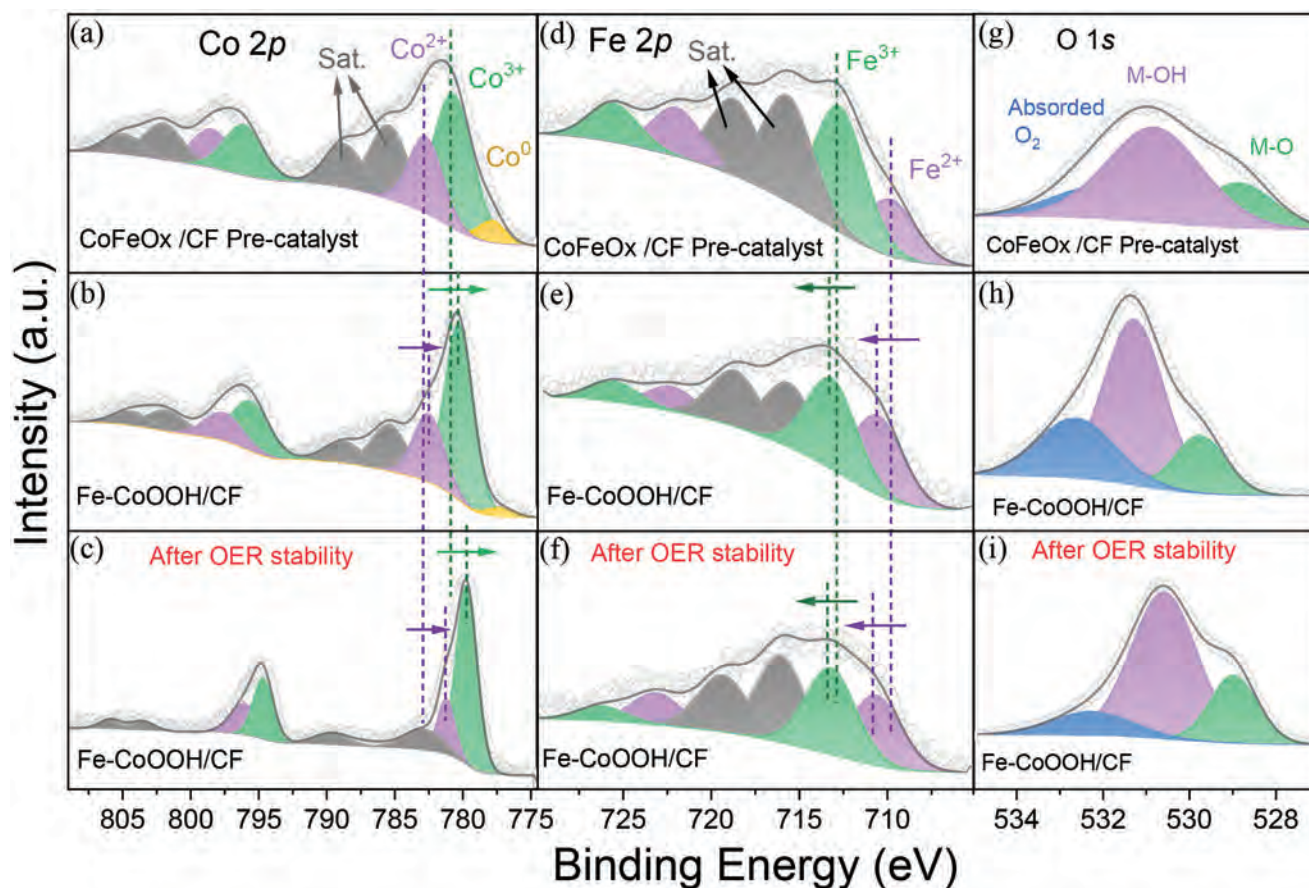 (a)
Co 2p
Sat.
Co2+
Co3+
Co0
CoFeOx /CF Pre-catalyst
(d)
Fe 2p
Sat.
Fe3+
Fe2+
CoFeOx /CF Pre-catalyst
(g)
O 1s
M-OH
Absorded
O2
M-O
CoFeOx /CF Pre-catalyst
(b)
Fe-CoOOH/CF
(e)
Fe-CoOOH/CF
(h)
Fe-CoOOH/CF
(c)
After OER stability
Fe-CoOOH/CF
(f)
After OER stability
Fe-CoOOH/CF
(i)
After OER stability
Fe-CoOOH/CF
Intensity (a.u.)
805 800 795 790 785 780 775
725 720 715 710
534 532 530 528
Binding Energy (eV)